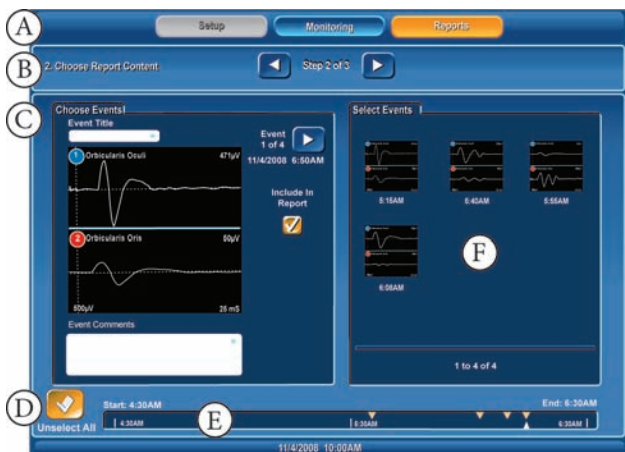 A
Setup
Monitoring
Reports
B
2. Choose Report Content
Step 2 of 3
C
Choose Events
Event Title
1 Orbicularis Oculi 471µV
2 Orbicularis Oris 50µV
500µV 25 mS
Event
1 of 4
11/4/2008 6:50AM
Include In
Report
Event Comments
Select Events
5:15AM
5:40AM
5:55AM
6:08AM
F
1 to 4 of 4
D
Unselect All
E
Start: 4:30AM
End: 6:30AM
4:30AM
6:30AM
11/4/2008 10:00AM